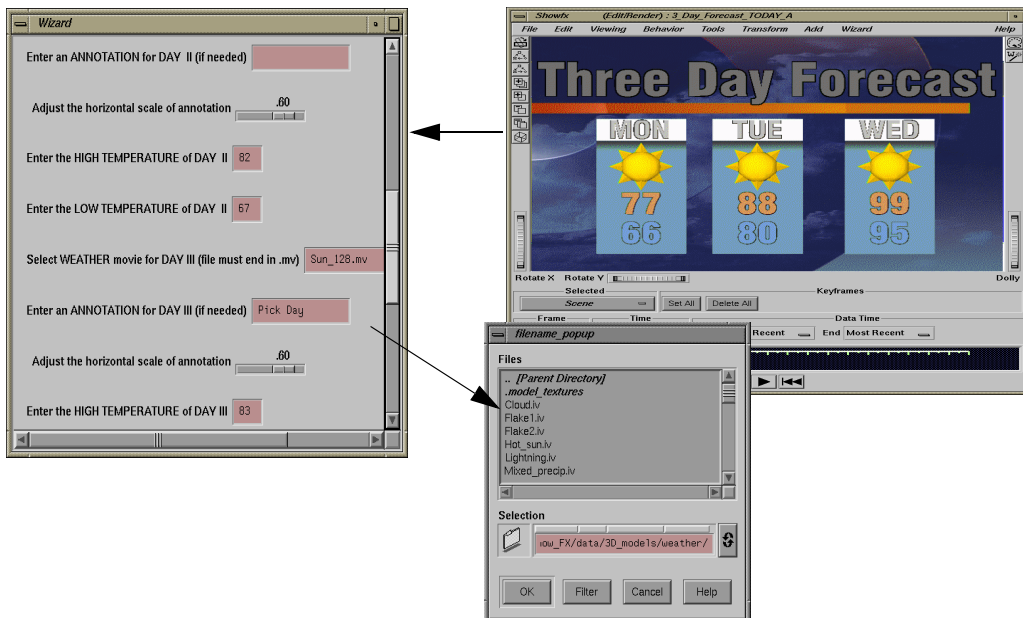 Wizard
Enter an ANNOTATION for DAY II (if needed)
Adjust the horizontal scale of annotation .60
Enter the HIGH TEMPERATURE of DAY II 82
Enter the LOW TEMPERATURE of DAY II 67
Select WEATHER movie for DAY III (file must end in .mv) Sun_128.mv
Enter an ANNOTATION for DAY III (if needed) Pick Day
Adjust the horizontal scale of annotation .60
Enter the HIGH TEMPERATURE of DAY III 83
Showfx (Edit/Render) : 3_Day_Forecast_TODAY_A
File Edit Viewing Behavior Tools Transform Add Wizard Help
Three Day Forecast
MON TUE WED
77 88 99
66 80 95
Rotate X Rotate Y Dolly
Selected Keyframes
Scene Set All Delete All
Frame Time Data Time
Recent End Most Recent
filename_popup
Files
.. [Parent Directory]
.model_textures
Cloud.iv
Flake1.iv
Flake2.iv
Hot_sun.iv
Lightning.iv
Mixed_precip.iv
Selection
ow_FX/data/3D_models/weather/
OK Filter Cancel Help